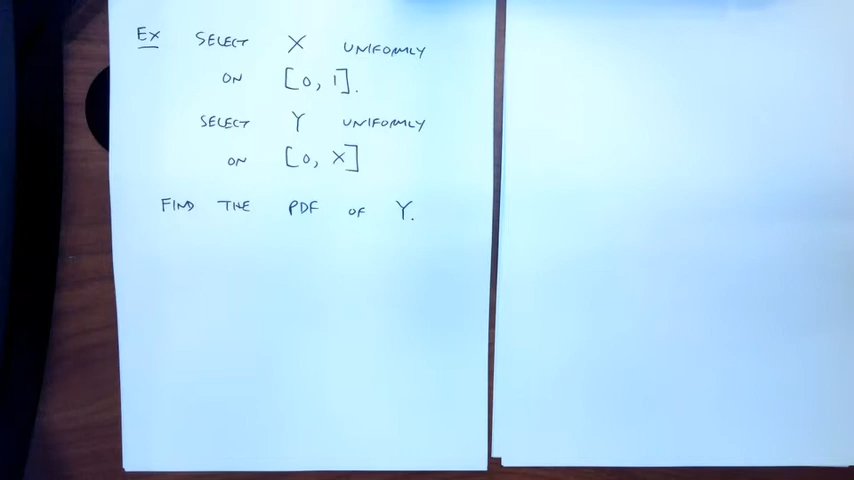 EX SELECT X UNIFORMLY
ON [0, 1].
SELECT Y UNIFORMLY
ON [0, X]
FIND THE PDF OF Y.